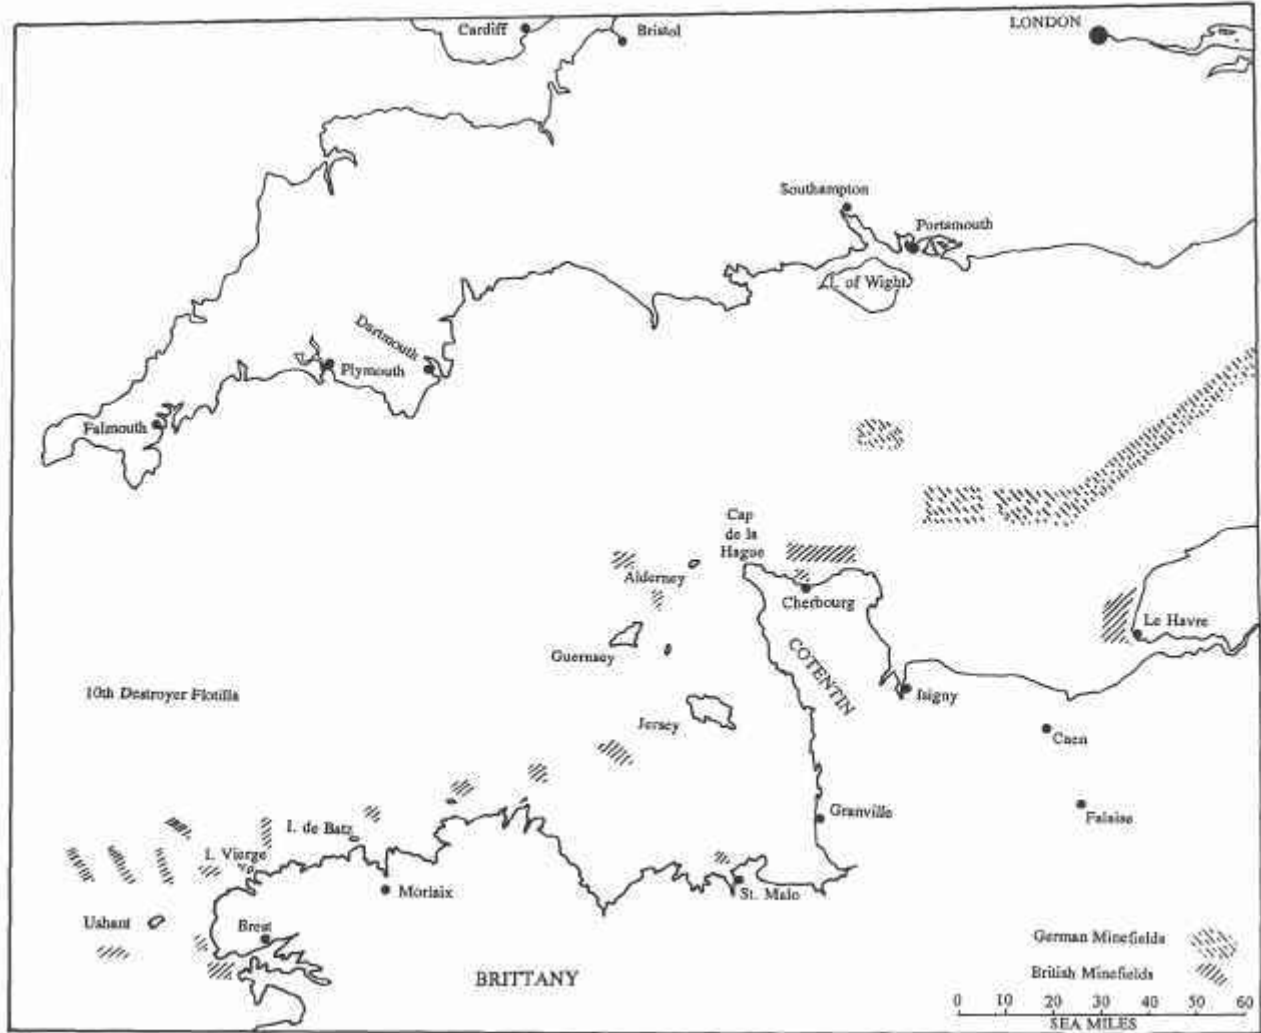 LONDON
Cardiff
Bristol
Southampton
Portsmouth
I. of Wight
Dartmouth
Plymouth
Falmouth
Cap
de la
Hague
Alderney
Cherbourg
Le Havre
Guernsey
COTENTIN
10th Destroyer Flotilla
Isigny
Jersey
Caen
Granville
Falaise
I. de Batz
I. Vierge
Morlaix
St. Malo
Ushant
Brest
BRITTANY
German Minefields
British Minefields
0 10 20 30 40 50 60
SEA MILES